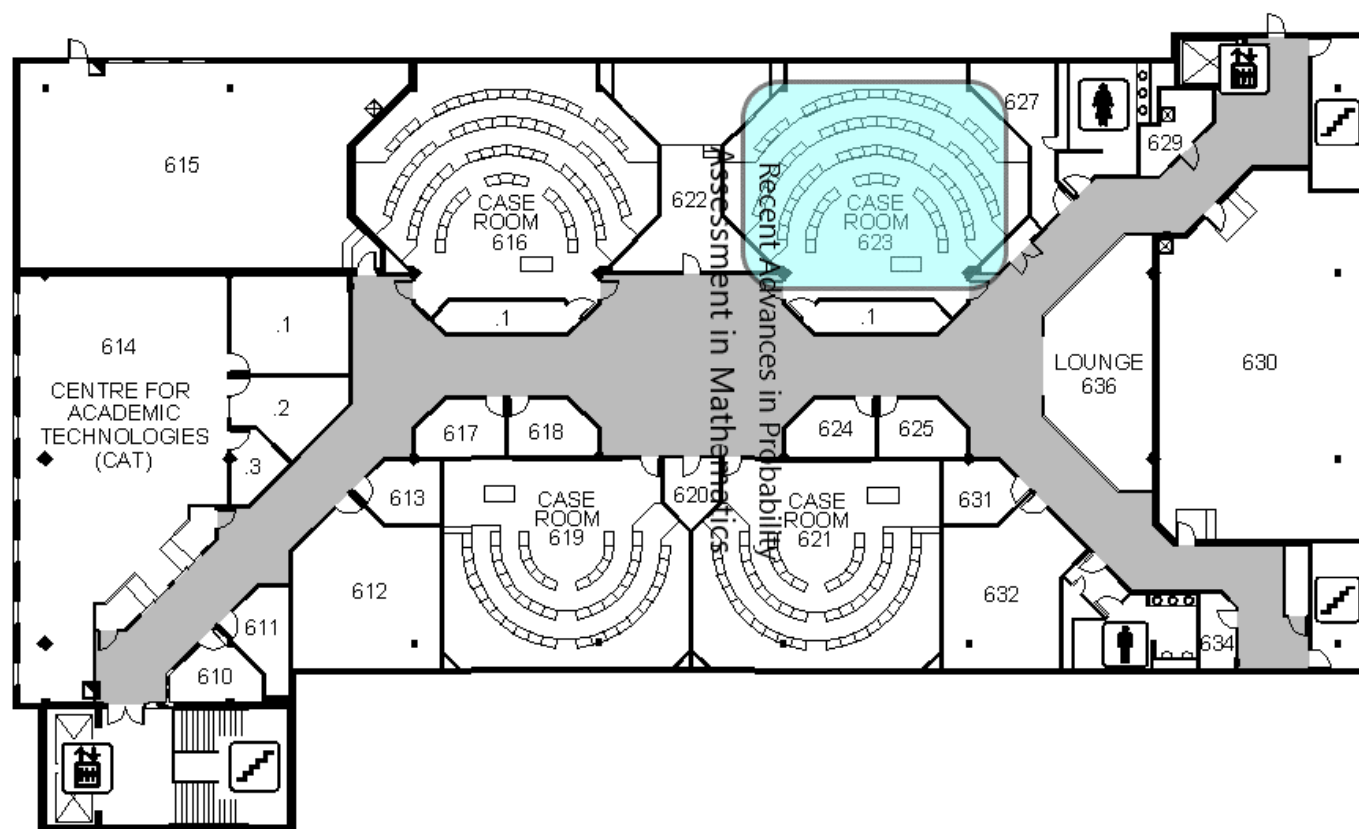 615
CASE
ROOM
616
622
CASE
ROOM
623
627
629
.1
.1
.1
614
CENTRE FOR
ACADEMIC
TECHNOLOGIES
(CAT)
.2
.3
LOUNGE
636
630
617
618
624
625
613
CASE
ROOM
619
620
CASE
ROOM
621
631
612
632
611
610
634
Recent Advances in Probability
Assessment in Mathematics